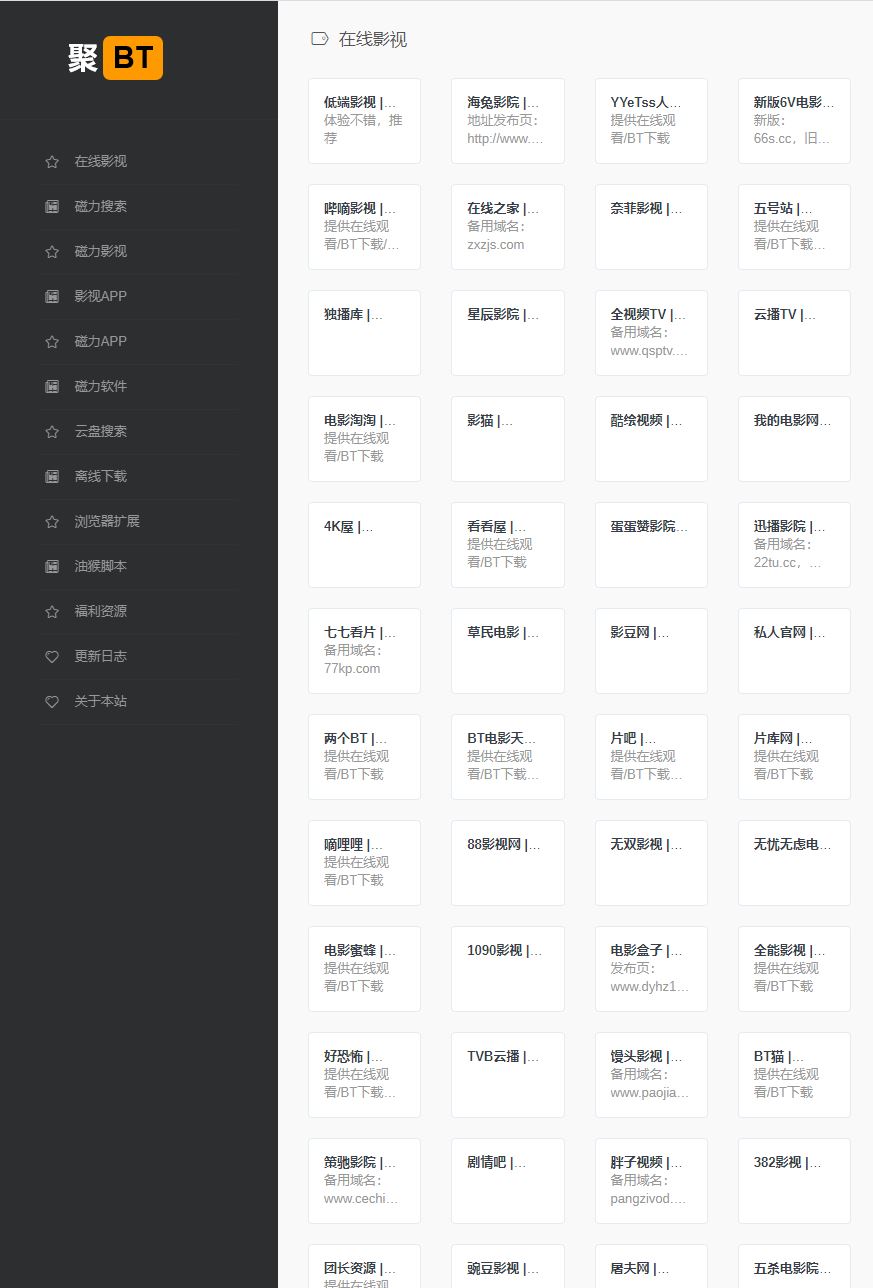 聚 BT
在线影视
磁力搜索
磁力影视
影视APP
磁力APP
磁力软件
云盘搜索
离线下载
浏览器扩展
油猴脚本
福利资源
更新日志
关于本站
在线影视
低端影视 |...
体验不错，推
荐
海兔影院 |...
地址发布页：
http://www....
YYeTss人...
提供在线观
看/BT下载
新版6V电影...
新版：
66s.cc，旧...
哔嘀影视 |...
提供在线观
看/BT下载/...
在线之家 |...
备用域名：
zxzjs.com
奈菲影视 |...
五号站 |...
提供在线观
看/BT下载...
独播库 |...
星辰影院 |...
全视频TV |...
备用域名：
www.qsptv....
云播TV |...
电影淘淘 |...
提供在线观
看/BT下载
影猫 |...
酷绘视频 |...
我的电影网...
4K屋 |...
看看屋 |...
提供在线观
看/BT下载
蛋蛋赞影院...
迅播影院 |...
备用域名：
22tu.cc，...
七七看片 |...
备用域名：
77kp.com
草民电影 |...
影豆网 |...
私人官网 |...
两个BT |...
提供在线观
看/BT下载
BT电影天...
提供在线观
看/BT下载...
片吧 |...
提供在线观
看/BT下载...
片库网 |...
提供在线观
看/BT下载
嘀哩哩 |...
提供在线观
看/BT下载
88影视网 |...
无双影视 |...
无忧无虑电...
电影蜜蜂 |...
提供在线观
看/BT下载
1090影视 |...
电影盒子 |...
发布页：
www.dyhz1...
全能影视 |...
提供在线观
看/BT下载
好恐怖 |...
提供在线观
看/BT下载...
TVB云播 |...
馒头影视 |...
备用域名：
www.paojia...
BT猫 |...
提供在线观
看/BT下载
策驰影院 |...
备用域名：
www.cechi...
剧情吧 |...
胖子视频 |...
备用域名：
pangzivod....
382影视 |...
团长资源 |...
提供在线观
豌豆影视 |...
屠夫网 |...
五杀电影院...